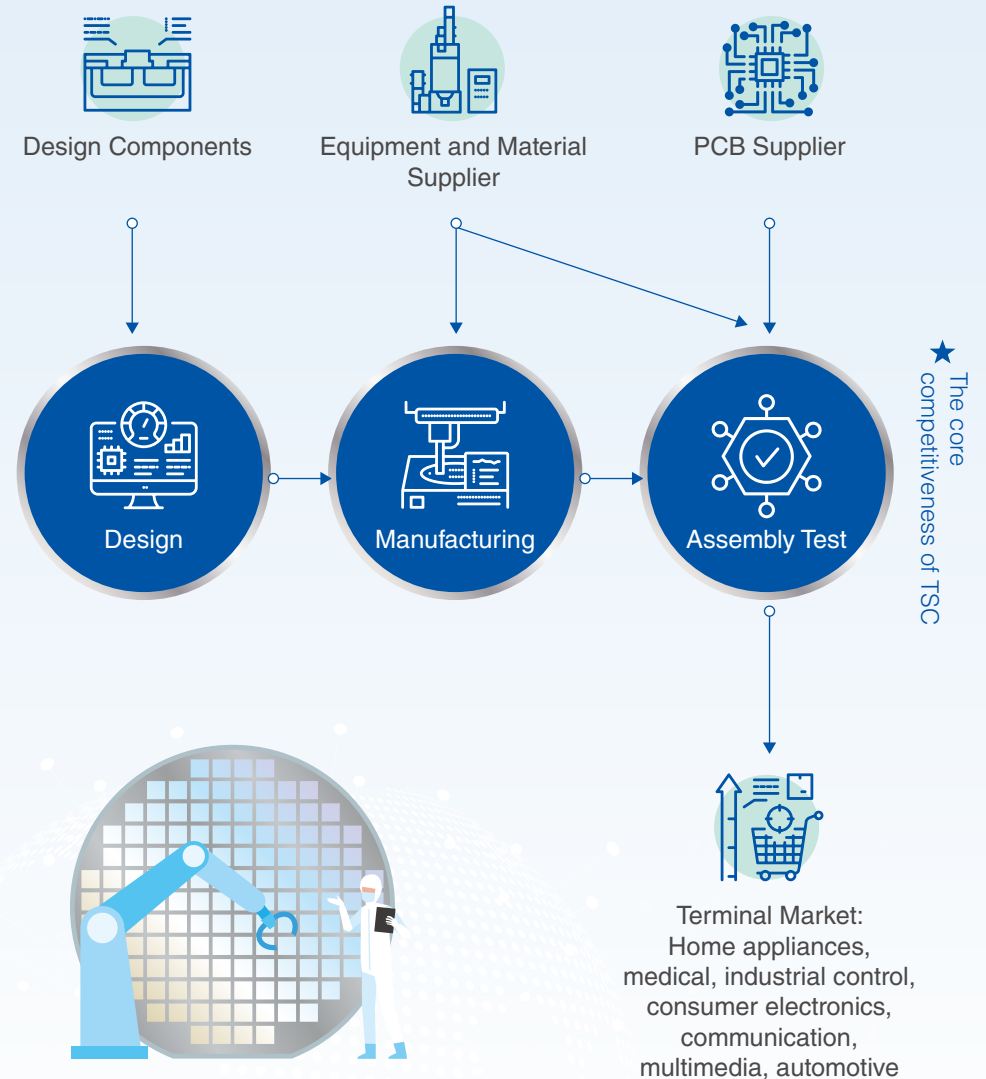 Design Components
Equipment and Material
Supplier
PCB Supplier
Design
Manufacturing
Assembly Test
★ The core
competitiveness of TSC
Terminal Market:
Home appliances,
medical, industrial control,
consumer electronics,
communication,
multimedia, automotive